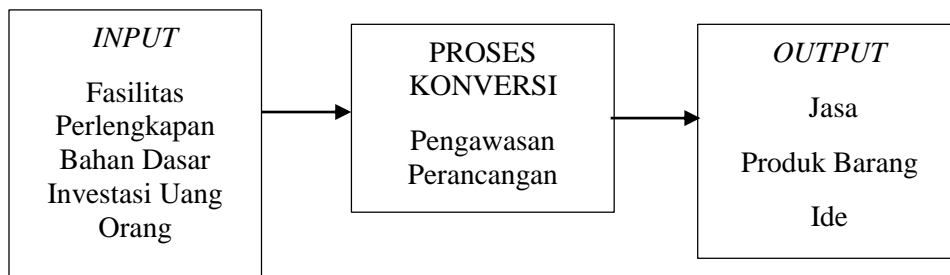 INPUT
Fasilitas
Perlengkapan
Bahan Dasar
Investasi Uang
Orang
PROSES
KONVERSI
Pengawasan
Perancangan
OUTPUT
Jasa
Produk Barang
Ide